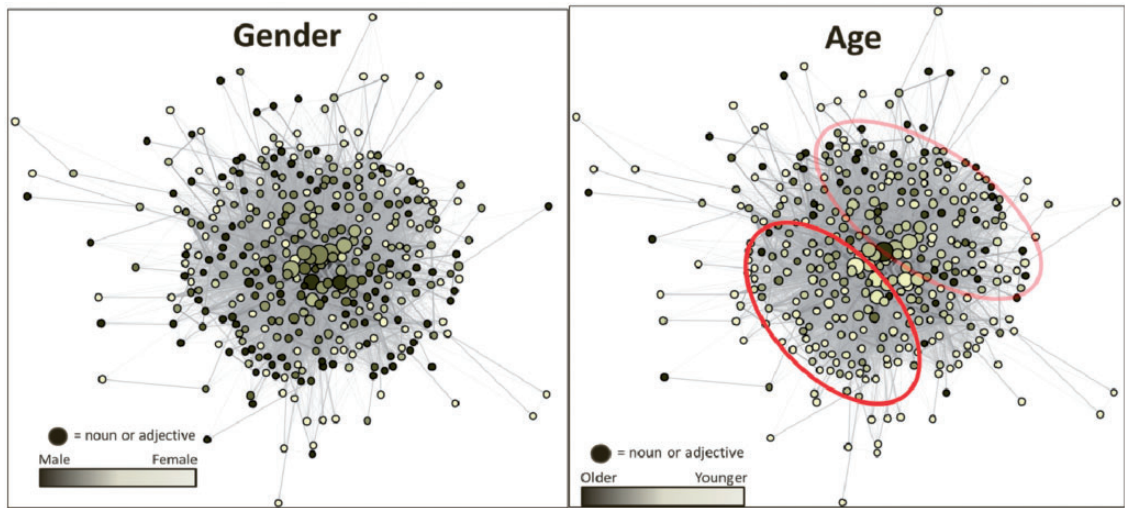 Gender
= noun or adjective
Male Female
Age
= noun or adjective
Older Younger